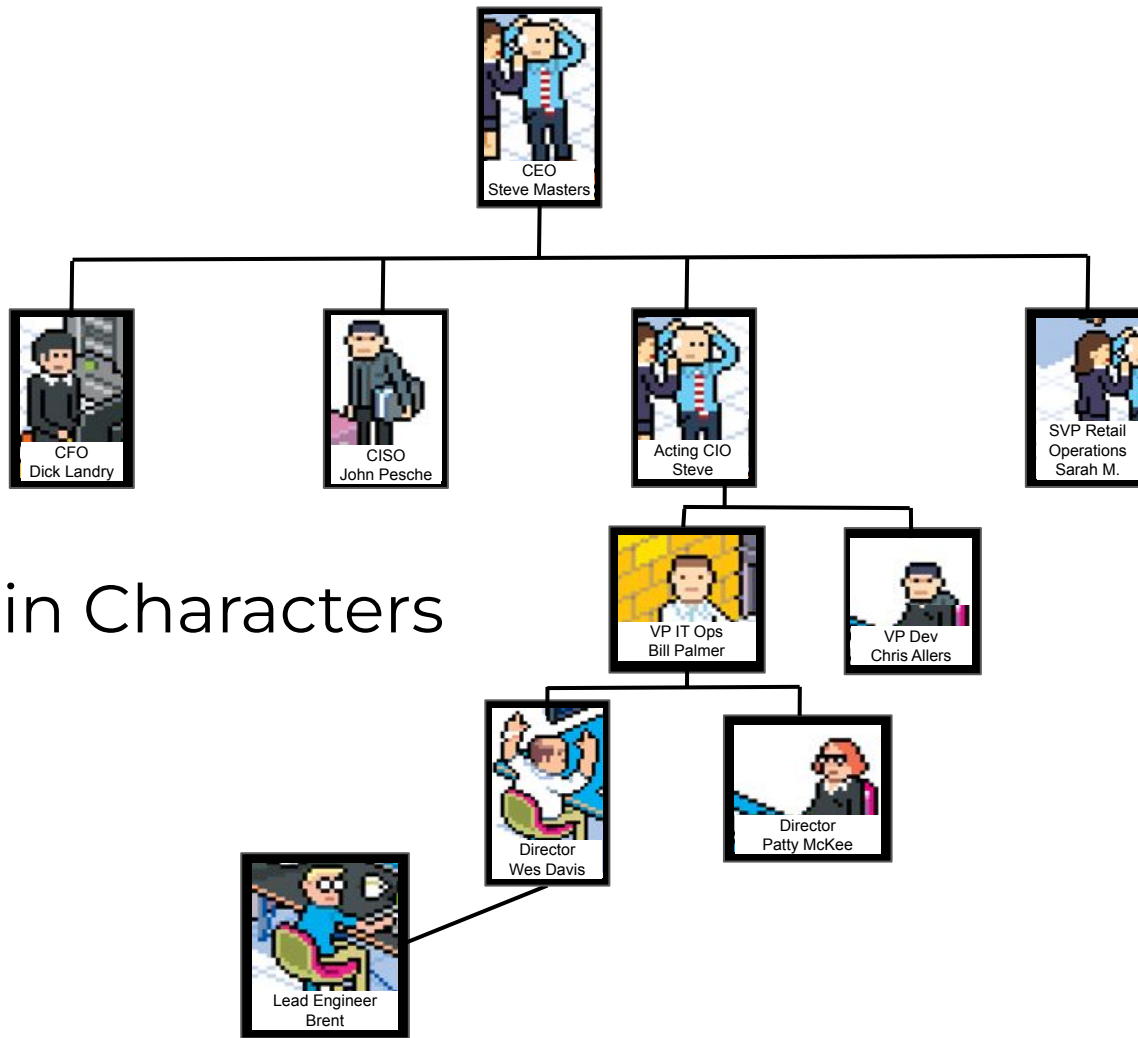 CEO
Steve Masters
CFO
Dick Landry
CISO
John Pesche
Acting CIO
Steve
SVP Retail
Operations
Sarah M.
in Characters
VP IT Ops
Bill Palmer
VP Dev
Chris Allers
Director
Wes Davis
Director
Patty McKee
Lead Engineer
Brent